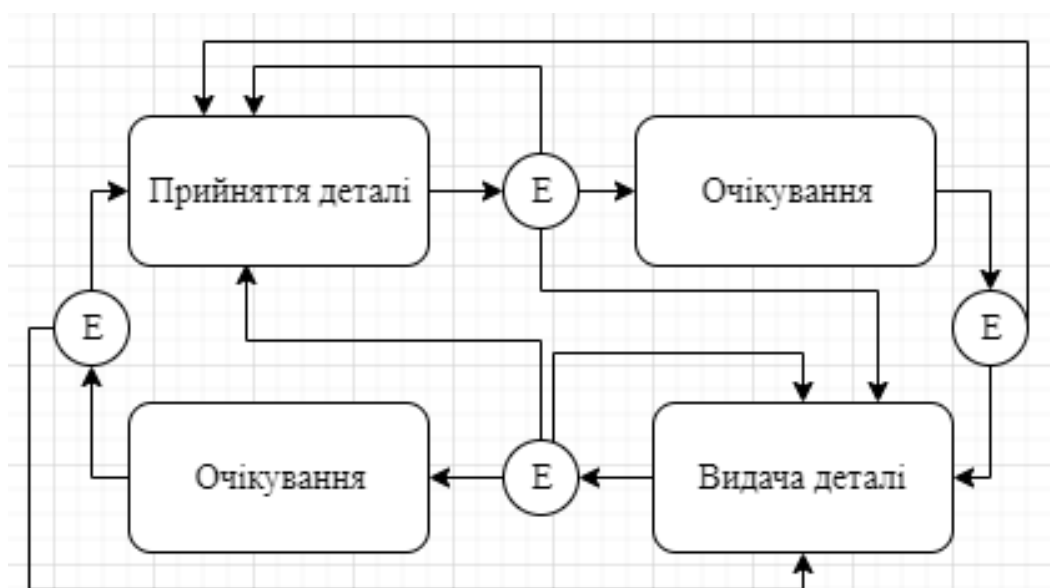 Прийняття деталі
E
Очікування
E
E
Очікування
E
Видача деталі